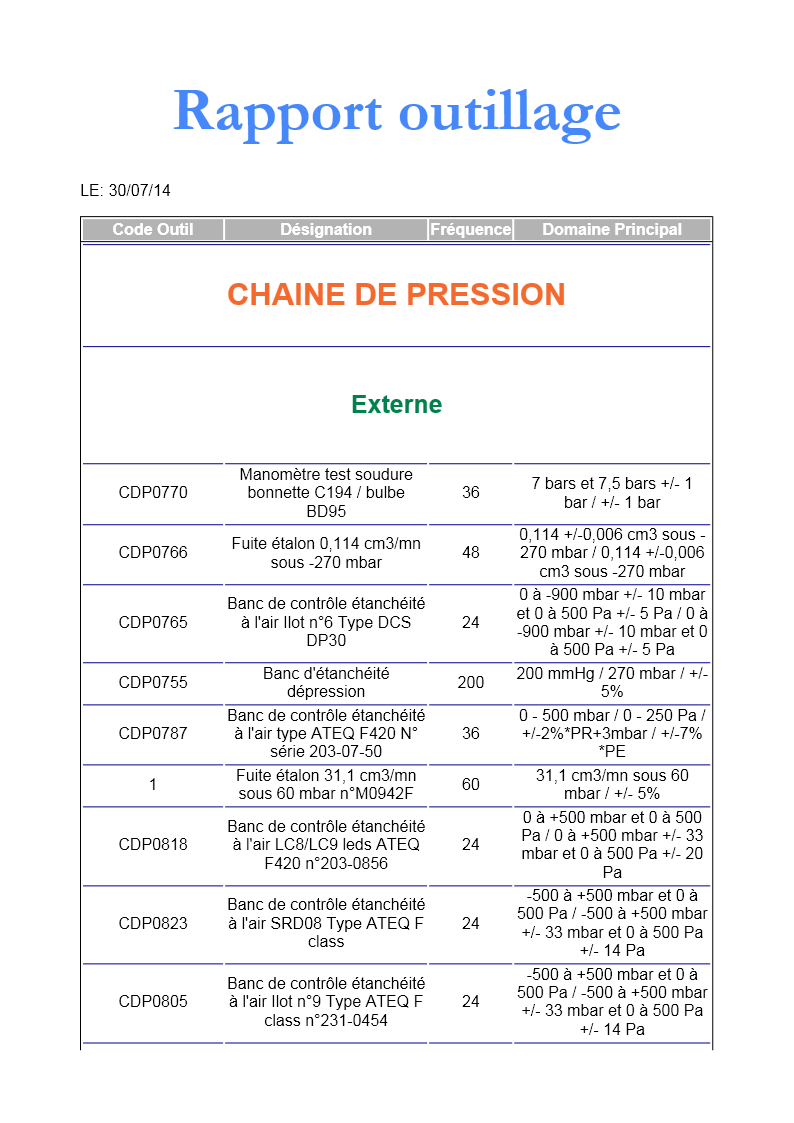 Rapport outillage
LE: 30/07/14
Code Outil Désignation Fréquence Domaine Principal
CHAINE DE PRESSION
Externe
CDP0770
Manomètre test soudure
bonnette C194 / bulbe
BD95
36
7 bars et 7,5 bars +/- 1
bar / +/- 1 bar
CDP0766
Fuite étalon 0,114 cm3/mn
sous -270 mbar
48
0,114 +/-0,006 cm3 sous -
270 mbar / 0,114 +/-0,006
cm3 sous -270 mbar
CDP0765
Banc de contrôle étanchéité
à l'air Ilot n°6 Type DCS
DP30
24
0 à -900 mbar +/- 10 mbar
et 0 à 500 Pa +/- 5 Pa / 0 à
-900 mbar +/- 10 mbar et 0
à 500 Pa +/- 5 Pa
CDP0755
Banc d'étanchéité
dépression
200
200 mmHg / 270 mbar / +/-
5%
CDP0787
Banc de contrôle étanchéité
à l'air type ATEQ F420 N°
série 203-07-50
36
0 - 500 mbar / 0 - 250 Pa /
+/-2%*PR+3mbar / +/-7%
*PE
1
Fuite étalon 31,1 cm3/mn
sous 60 mbar n°M0942F
60
31,1 cm3/mn sous 60
mbar / +/- 5%
CDP0818
Banc de contrôle étanchéité
à l'air LC8/LC9 leds ATEQ
F420 n°203-0856
24
0 à +500 mbar et 0 à 500
Pa / 0 à +500 mbar +/- 33
mbar et 0 à 500 Pa +/- 20
Pa
CDP0823
Banc de contrôle étanchéité
à l'air SRD08 Type ATEQ F
class
24
-500 à +500 mbar et 0 à
500 Pa / -500 à +500 mbar
+/- 33 mbar et 0 à 500 Pa
+/- 14 Pa
CDP0805
Banc de contrôle étanchéité
à l'air Ilot n°9 Type ATEQ F
class n°231-0454
24
-500 à +500 mbar et 0 à
500 Pa / -500 à +500 mbar
+/- 33 mbar et 0 à 500 Pa
+/- 14 Pa